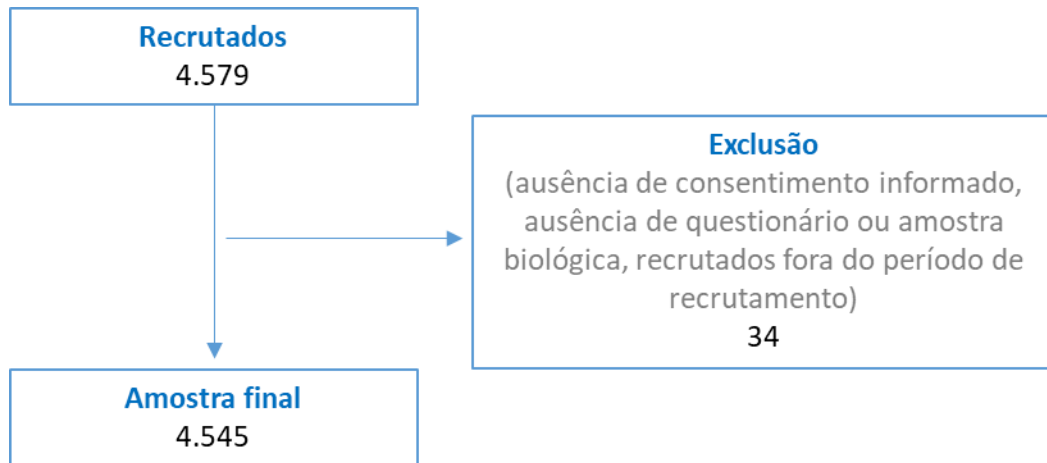 Recrutados
4.579
Exclusão
(ausência de consentimento informado,
ausência de questionário ou amostra
biológica, recrutados fora do período de
recrutamento)
34
Amostra final
4.545